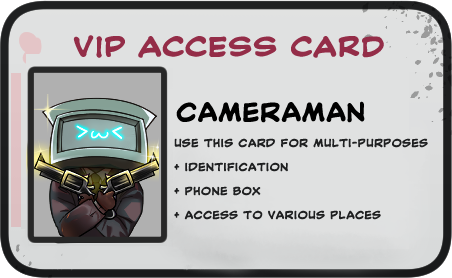 VIP ACCESS CARD
>ω<
CAMERAMAN
USE THIS CARD FOR MULTI-PURPOSES
+ IDENTIFICATION
+ PHONE BOX
+ ACCESS TO VARIOUS PLACES